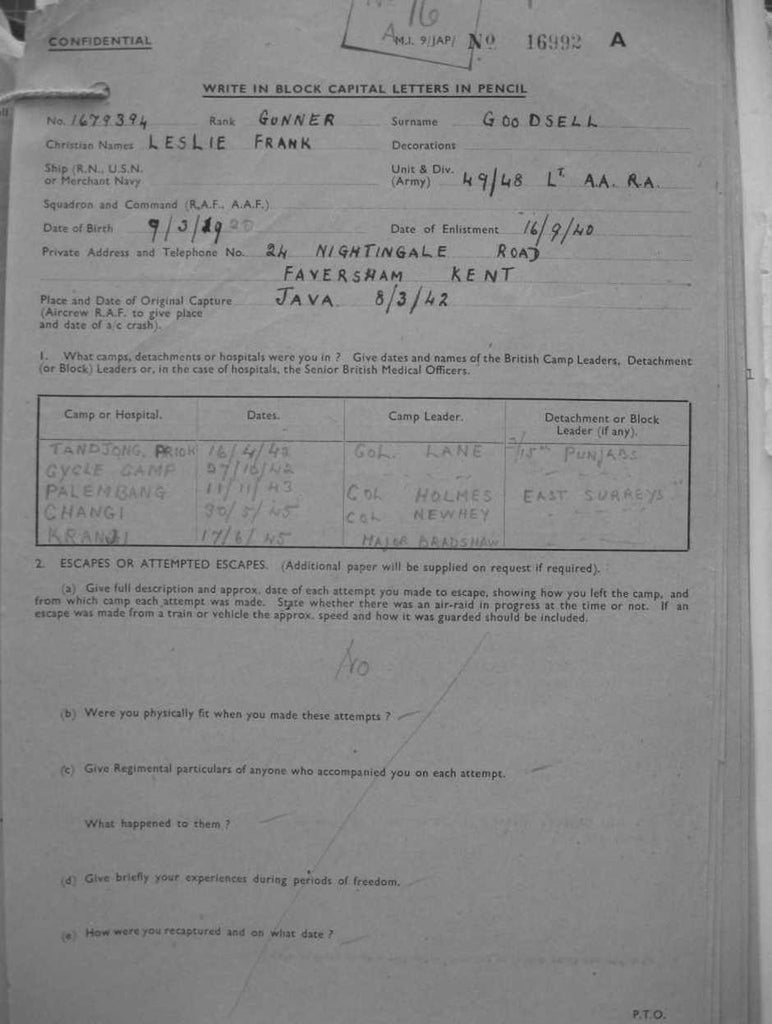 16
CONFIDENTIAL
A M.I. 9/JAP/ No 16992 A
WRITE IN BLOCK CAPITAL LETTERS IN PENCIL
No. 1679394 Rank GUNNER Surname GOODSELL
Christian Names LESLIE FRANK Decorations
Ship (R.N., U.S.N. or Merchant Navy Unit & Div. (Army) 49/48 LT. A.A. R.A.
Squadron and Command (R.A.F., A.A.F.)
Date of Birth 9/3/1920 Date of Enlistment 16/9/40
Private Address and Telephone No. 24 NIGHTINGALE ROAD
FAVERSHAM KENT
Place and Date of Original Capture JAVA 8/3/42
(Aircrew R.A.F. to give place
and date of a/c crash).
1. What camps, detachments or hospitals were you in ? Give dates and names of the British Camp Leaders, Detachment
(or Block) Leaders or, in the case of hospitals, the Senior British Medical Officers.
Camp or Hospital. Dates. Camp Leader. Detachment or Block
Leader (if any).
TANDJONG PRIOK 16/4/42 COL. LANE /15th PUNJABS
CYCLE CAMP 27/10/42
PALEMBANG 11/11/43 COL HOLMES EAST SURREYS
CHANGI 30/5/45 COL NEWHEY
KRANJI 17/6/45 MAJOR BRADSHAW
2. ESCAPES OR ATTEMPTED ESCAPES. (Additional paper will be supplied on request if required).
(a) Give full description and approx. date of each attempt you made to escape, showing how you left the camp, and
from which camp each attempt was made. State whether there was an air-raid in progress at the time or not. If an
escape was made from a train or vehicle the approx. speed and how it was guarded should be included.
No
(b) Were you physically fit when you made these attempts ?
(c) Give Regimental particulars of anyone who accompanied you on each attempt.
What happened to them ?
(d) Give briefly your experiences during periods of freedom.
(e) How were you recaptured and on what date ?
P.T.O.